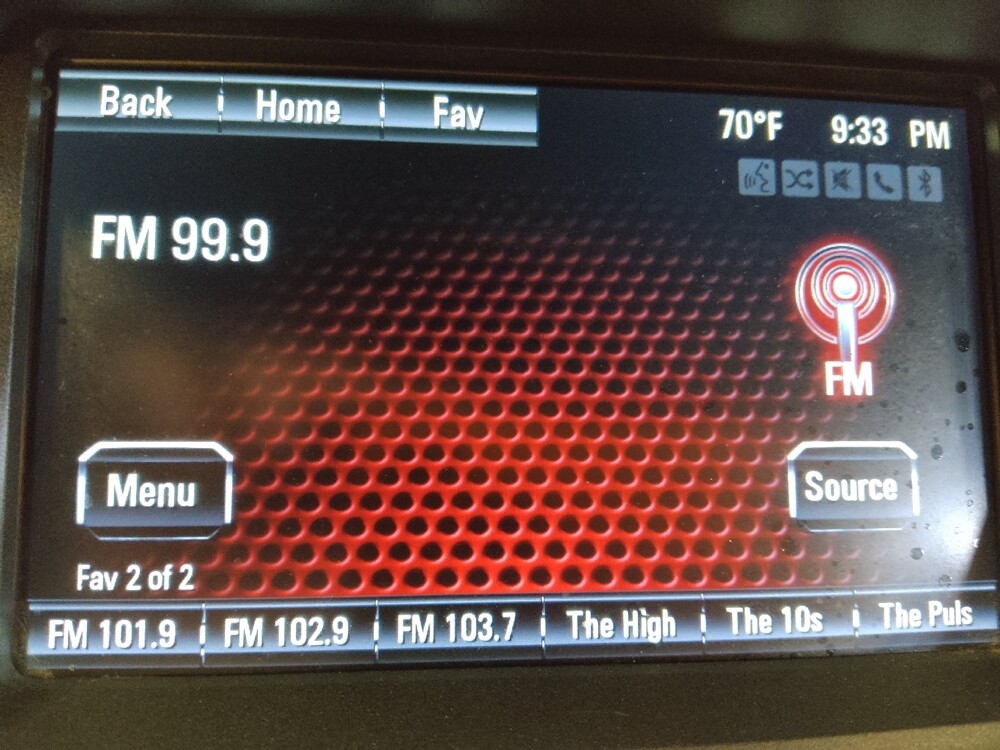 Back Home Fav
70°F 9:33 PM
FM 99.9
FM
Menu
Source
Fav 2 of 2
FM 101.9 FM 102.9 FM 103.7 The High The 10s The Puls